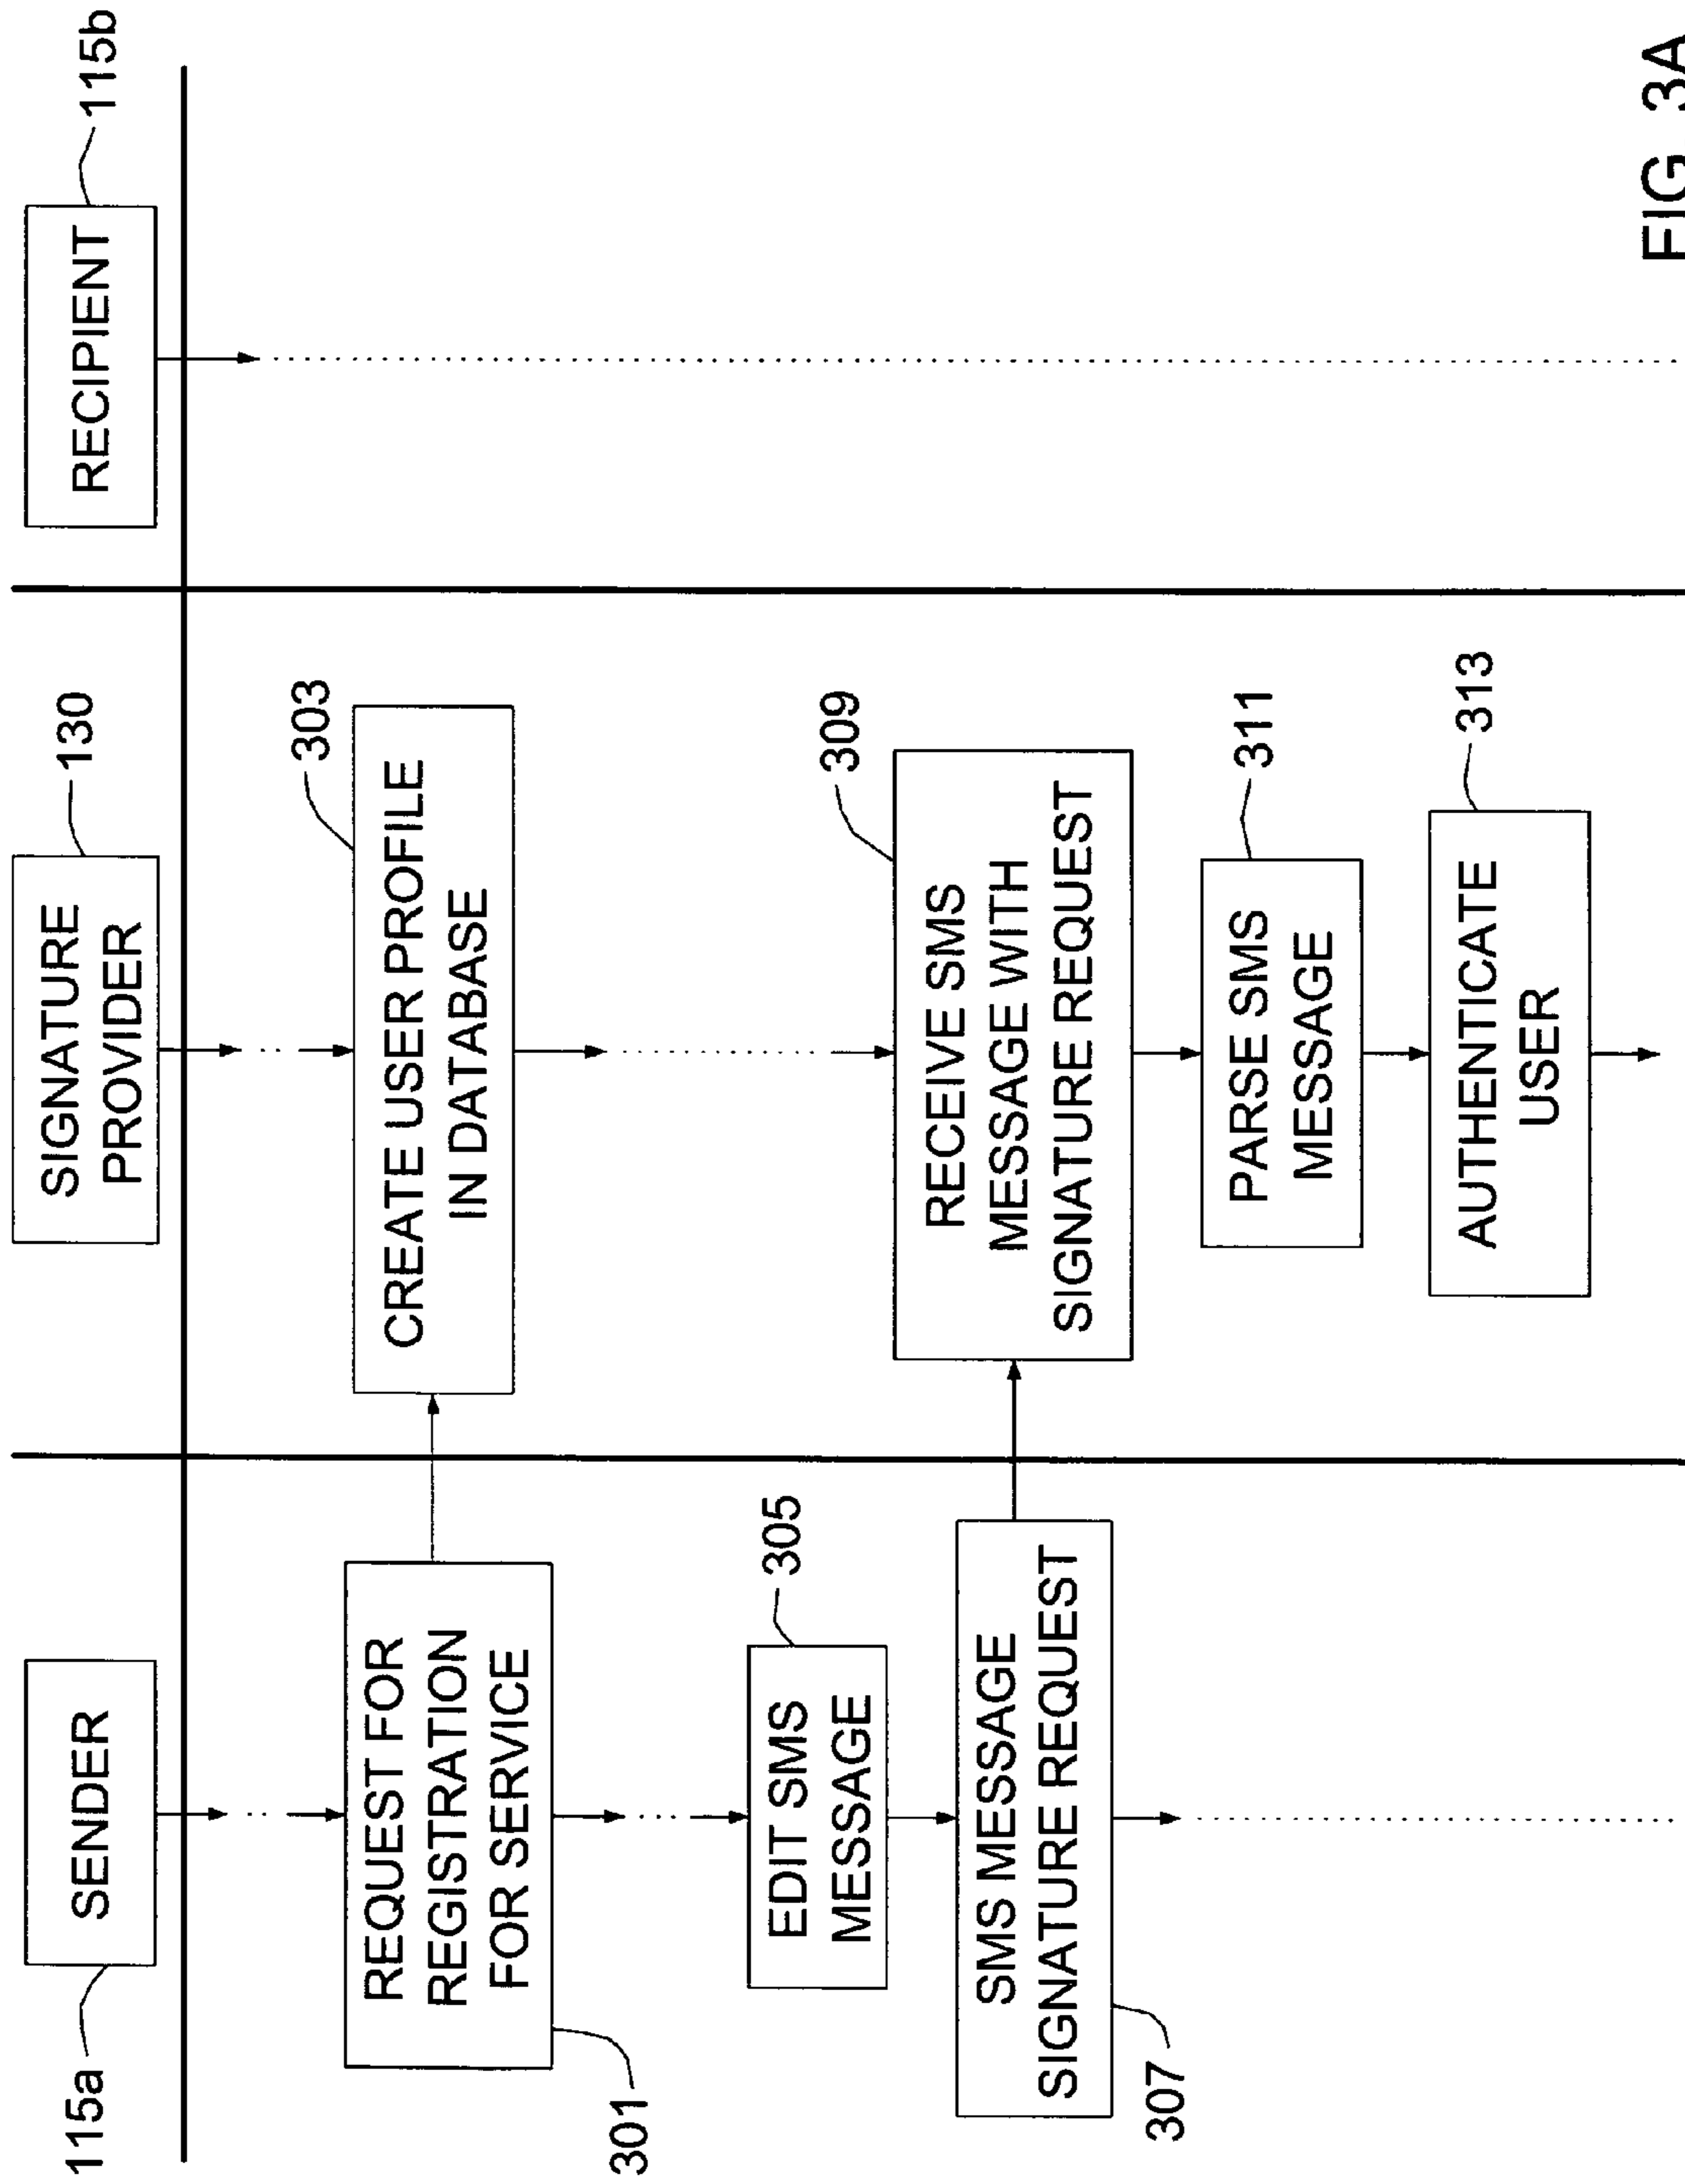 115a
SENDER
SIGNATURE
PROVIDER
130
RECIPIENT
115b
REQUEST FOR
REGISTRATION
FOR SERVICE
301
CREATE USER PROFILE
IN DATABASE
303
EDIT SMS
MESSAGE
305
SMS MESSAGE
SIGNATURE REQUEST
307
RECEIVE SMS
MESSAGE WITH
SIGNATURE REQUEST
309
PARSE SMS
MESSAGE
311
AUTHENTICATE
USER
313
FIG. 3A